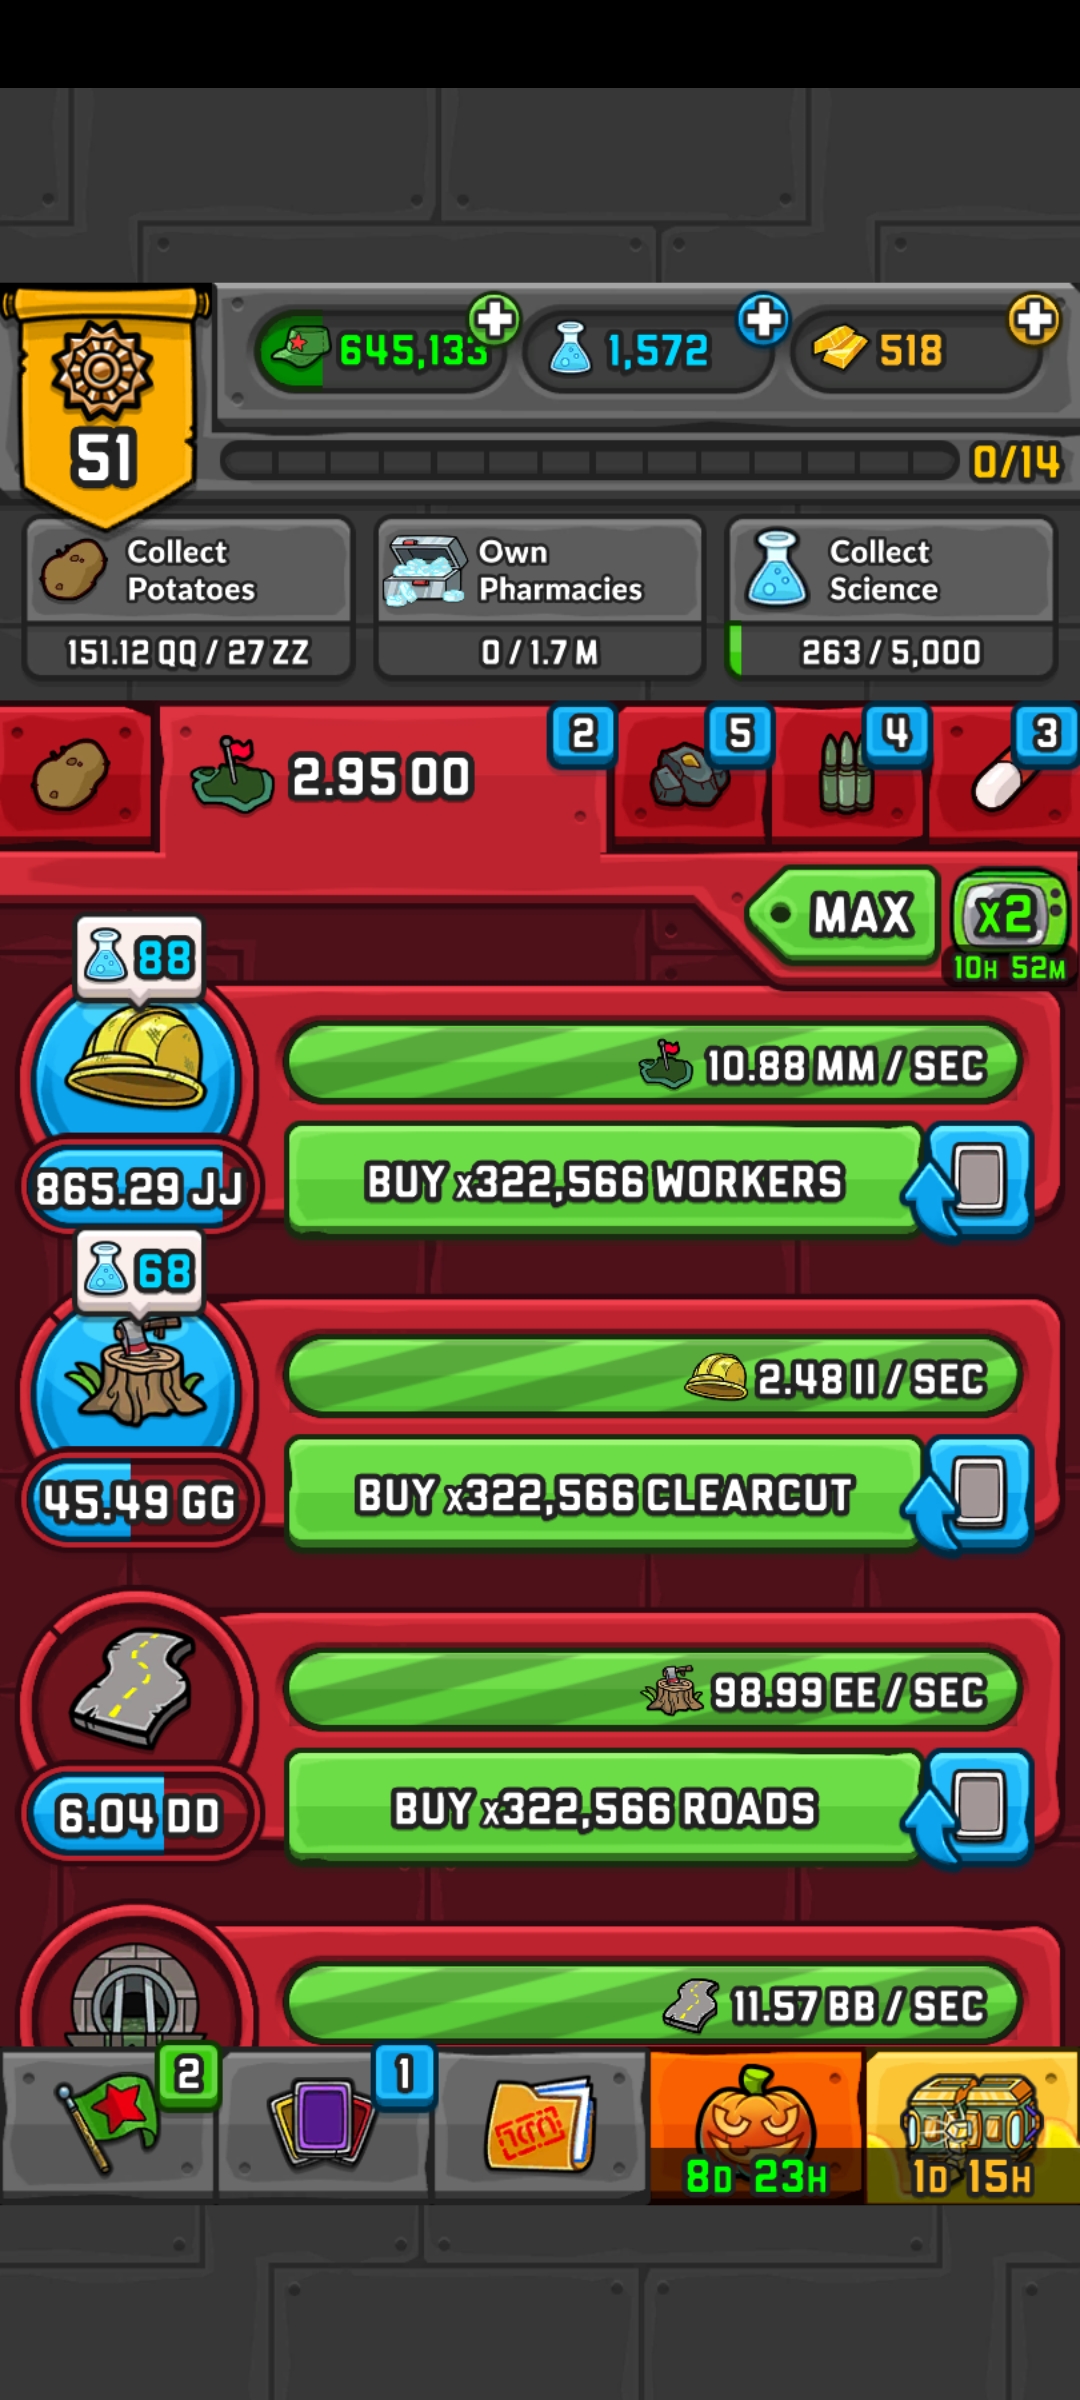 51
645,133
1,572
518
0/14
Collect
Potatoes
151.12 QQ / 27 ZZ
Own
Pharmacies
0 / 1.7 M
Collect
Science
263 / 5,000
2.95 OO
2
5
4
3
MAX
x2
10H 52M
88
10.88 MM / SEC
865.29 JJ
BUY x322,566 WORKERS
68
2.48 II / SEC
45.49 GG
BUY x322,566 CLEARCUT
98.99 EE / SEC
6.04 DD
BUY x322,566 ROADS
11.57 BB / SEC
2
1
8D 23H
1D 15H